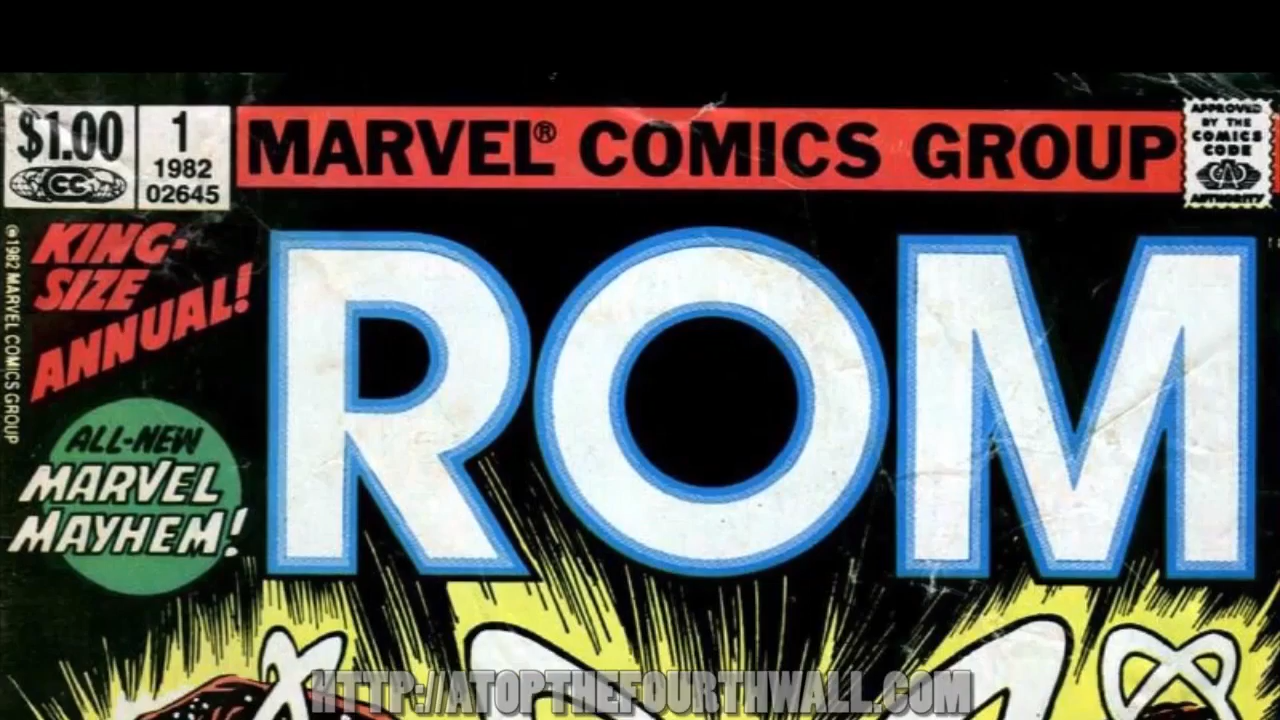 $1.00
CC
1
1982
02645
MARVEL® COMICS GROUP
APPROVED
BY THE
COMICS
CODE
AUTHORITY
KING-
SIZE
ANNUAL!
©1982 MARVEL COMICS GROUP
ROM
ALL-NEW
MARVEL
MAYHEM!
HTTP://ATOPTHEFOURTHWALL.COM